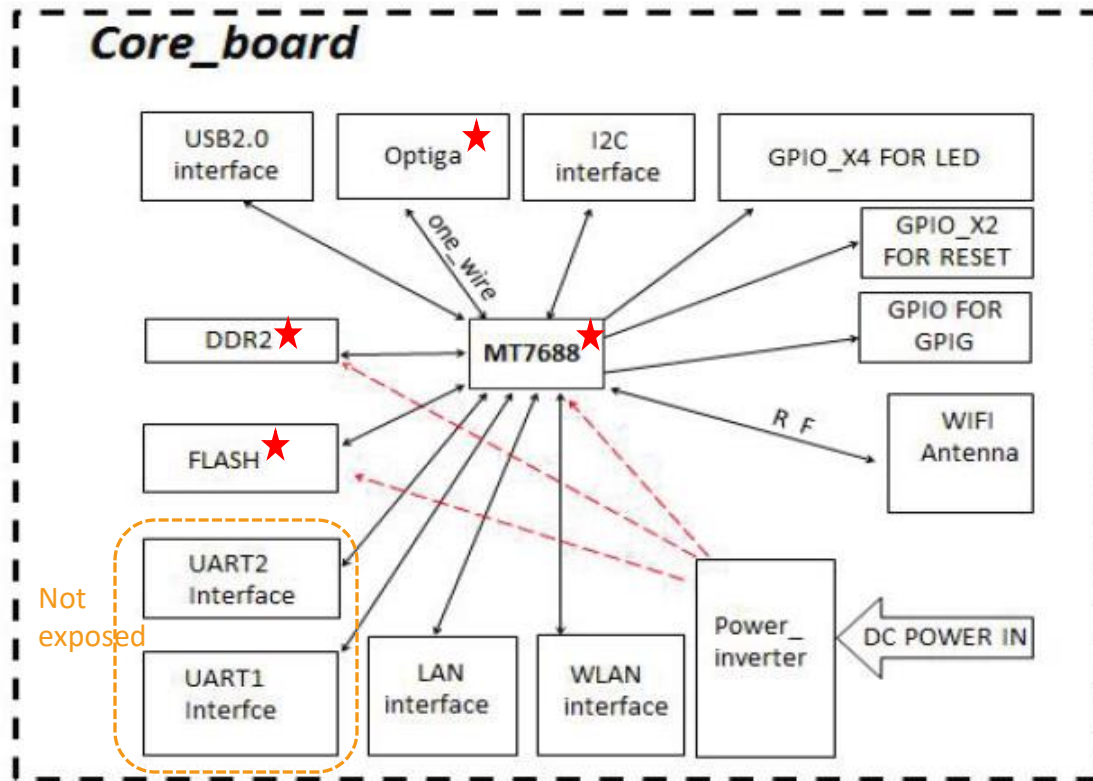 Core_board
USB2.0
interface
Optiga
I2C
interface
GPIO_X4 FOR LED
GPIO_X2
FOR RESET
one_wire
DDR2
MT7688
GPIO FOR
GPIG
R F
WIFI
Antenna
FLASH
UART2
Interface
Not
exposed
UART1
Interfce
LAN
interface
WLAN
interface
Power_
inverter
DC POWER IN